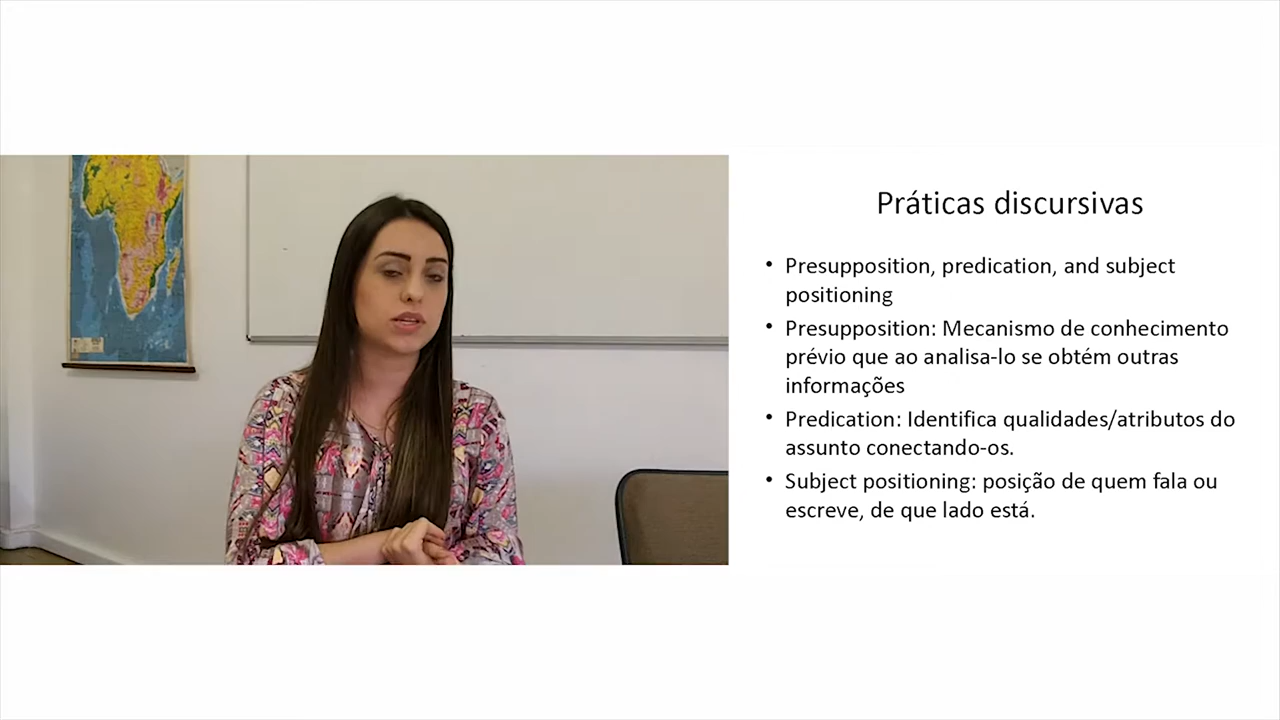 Práticas discursivas
• Presupposition, predication, and subject
positioning
• Presupposition: Mecanismo de conhecimento
prévio que ao analisa-lo se obtém outras
informações
• Predication: Identifica qualidades/atributos do
assunto conectando-os.
• Subject positioning: posição de quem fala ou
escreve, de que lado está.